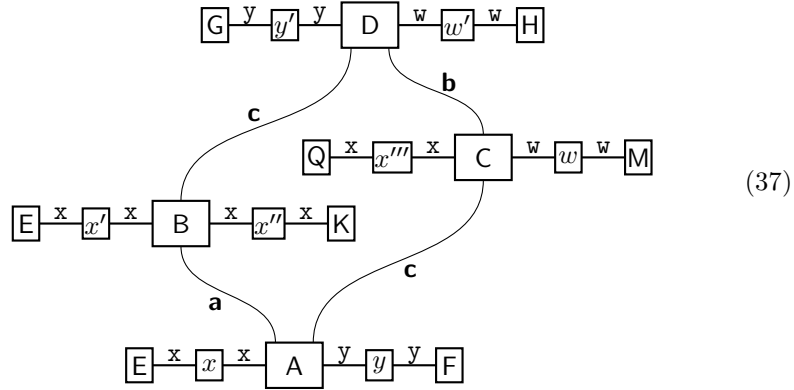 G y y′ y D w w′ w H
c b
Q x x‴ x C w w w M
(37)
E x x′ x B x x″ x K
a c
E x x x A y y y F